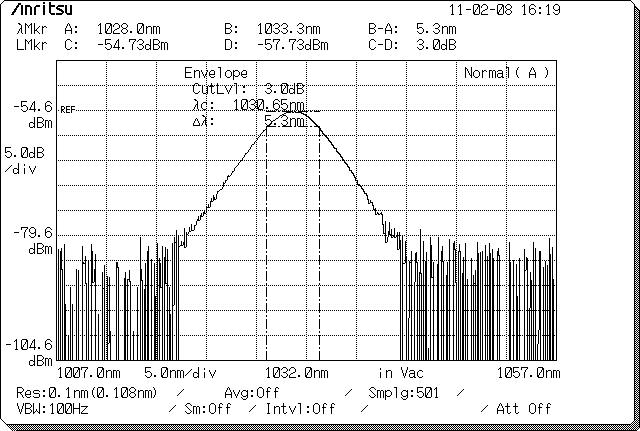 Anritsu 11-02-08 16:19
λMkr A: 1028.0nm B: 1033.3nm B-A: 5.3nm
LMkr C: -54.73dBm D: -57.73dBm C-D: 3.0dB
Envelope Normal(A)
CutLvl: 3.0dB
λc: 1030.65nm
Δλ: 5.3nm
-54.6 REF
dBm
5.0dB
/div
-79.6
dBm
-104.6
dBm
1007.0nm 5.0nm/div 1032.0nm in Vac 1057.0nm
Res:0.1nm(0.108nm) / Avg:Off / Smplg:501 /
VBW:100Hz / Sm:Off / Intvl:Off / / Att Off